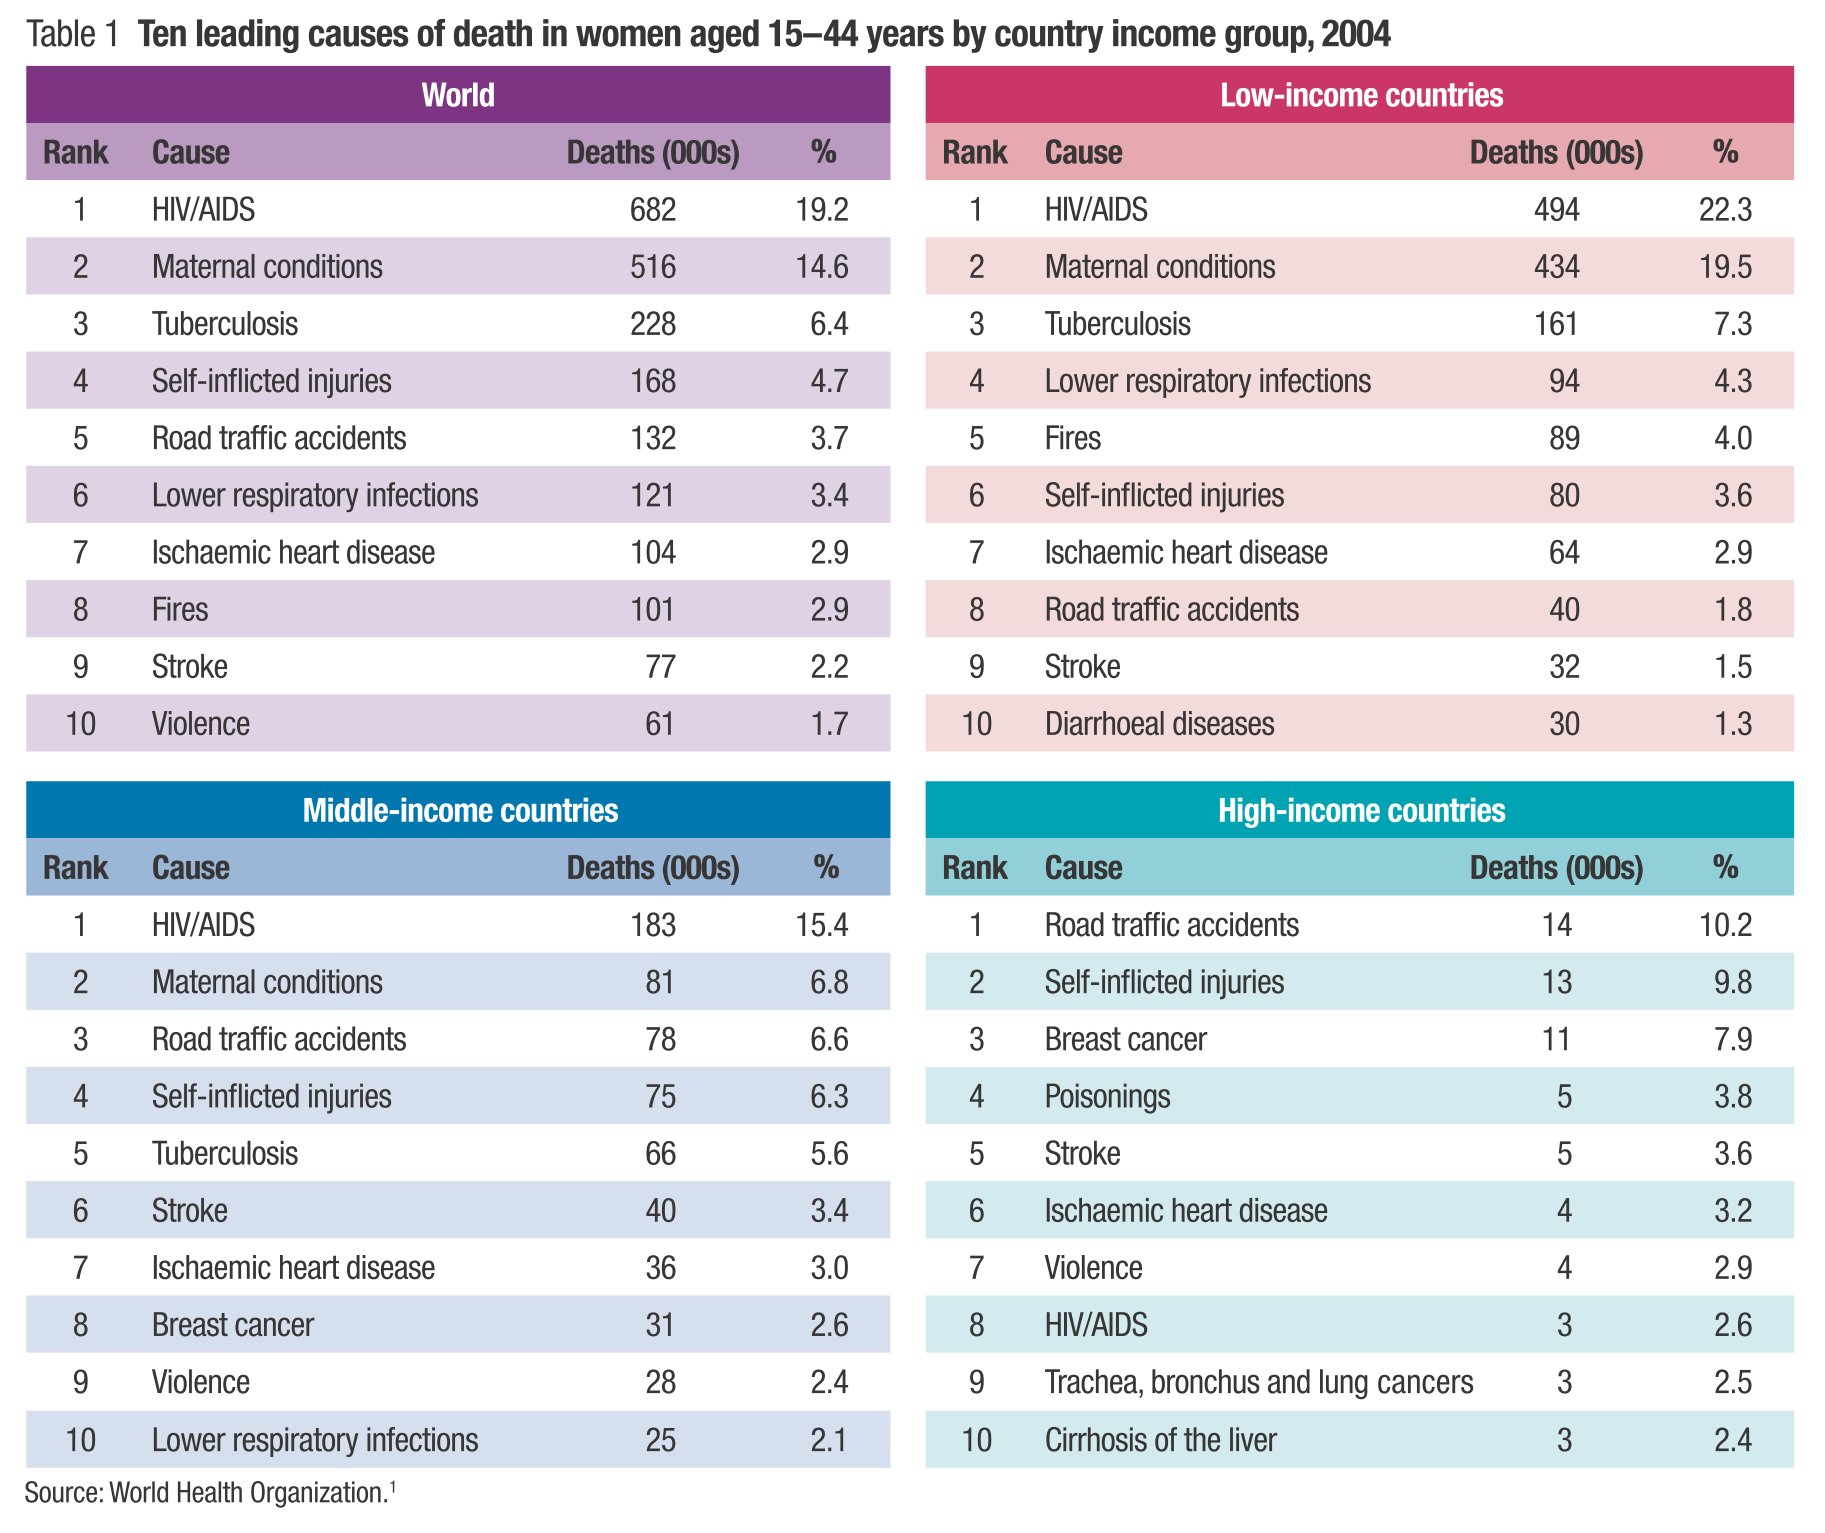 Table 1 Ten leading causes of death in women aged 15–44 years by country income group, 2004
World
Rank Cause Deaths (000s) %
1 HIV/AIDS 682 19.2
2 Maternal conditions 516 14.6
3 Tuberculosis 228 6.4
4 Self-inflicted injuries 168 4.7
5 Road traffic accidents 132 3.7
6 Lower respiratory infections 121 3.4
7 Ischaemic heart disease 104 2.9
8 Fires 101 2.9
9 Stroke 77 2.2
10 Violence 61 1.7
Low-income countries
Rank Cause Deaths (000s) %
1 HIV/AIDS 494 22.3
2 Maternal conditions 434 19.5
3 Tuberculosis 161 7.3
4 Lower respiratory infections 94 4.3
5 Fires 89 4.0
6 Self-inflicted injuries 80 3.6
7 Ischaemic heart disease 64 2.9
8 Road traffic accidents 40 1.8
9 Stroke 32 1.5
10 Diarrhoeal diseases 30 1.3
Middle-income countries
Rank Cause Deaths (000s) %
1 HIV/AIDS 183 15.4
2 Maternal conditions 81 6.8
3 Road traffic accidents 78 6.6
4 Self-inflicted injuries 75 6.3
5 Tuberculosis 66 5.6
6 Stroke 40 3.4
7 Ischaemic heart disease 36 3.0
8 Breast cancer 31 2.6
9 Violence 28 2.4
10 Lower respiratory infections 25 2.1
High-income countries
Rank Cause Deaths (000s) %
1 Road traffic accidents 14 10.2
2 Self-inflicted injuries 13 9.8
3 Breast cancer 11 7.9
4 Poisonings 5 3.8
5 Stroke 5 3.6
6 Ischaemic heart disease 4 3.2
7 Violence 4 2.9
8 HIV/AIDS 3 2.6
9 Trachea, bronchus and lung cancers 3 2.5
10 Cirrhosis of the liver 3 2.4
Source: World Health Organization.¹